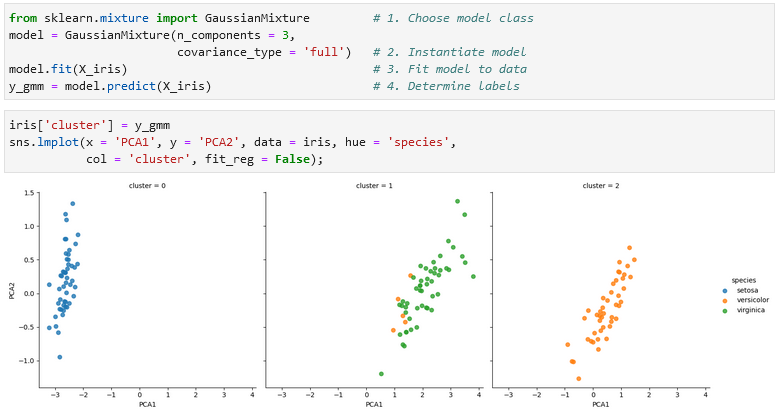 from sklearn.mixture import GaussianMixture # 1. Choose model class
model = GaussianMixture(n_components = 3,
covariance_type = 'full') # 2. Instantiate model
model.fit(X_iris) # 3. Fit model to data
y_gmm = model.predict(X_iris) # 4. Determine labels
iris['cluster'] = y_gmm
sns.lmplot(x = 'PCA1', y = 'PCA2', data = iris, hue = 'species',
col = 'cluster', fit_reg = False);
cluster = 0 cluster = 1 cluster = 2
1.5
1.0
0.5
0.0
−0.5
−1.0
PCA2
species
setosa
versicolor
virginica
−3 −2 −1 0 1 2 3 4 −3 −2 −1 0 1 2 3 4 −3 −2 −1 0 1 2 3 4
PCA1 PCA1 PCA1